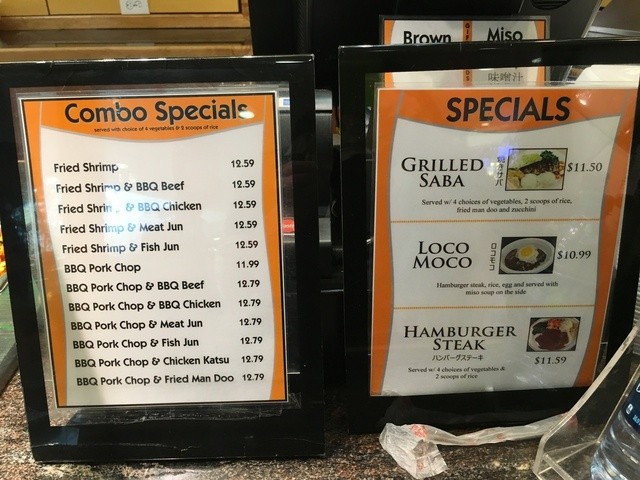 Combo Specials
served with choice of 4 vegetables & 2 scoops of rice
Fried Shrimp 12.59
Fried Shrimp & BBQ Beef 12.59
Fried Shrimp & BBQ Chicken 12.59
Fried Shrimp & Meat Jun 12.59
Fried Shrimp & Fish Jun 12.59
BBQ Pork Chop 11.99
BBQ Pork Chop & BBQ Beef 12.79
BBQ Pork Chop & BBQ Chicken 12.79
BBQ Pork Chop & Meat Jun 12.79
BBQ Pork Chop & Fish Jun 12.79
BBQ Pork Chop & Chicken Katsu 12.79
BBQ Pork Chop & Fried Man Doo 12.79
Brown
Miso
味噌汁
SPECIALS
GRILLED
SABA
$11.50
Served w/ 4 choices of vegetables, 2 scoops of rice,
fried man doo and zucchini
LOCO
MOCO
ロコモコ
$10.99
Hamburger steak, rice, egg and served with
miso soup on the side
HAMBURGER
STEAK
ハンバーグステーキ
$11.59
Served w/ 4 choices of vegetables &
2 scoops of rice